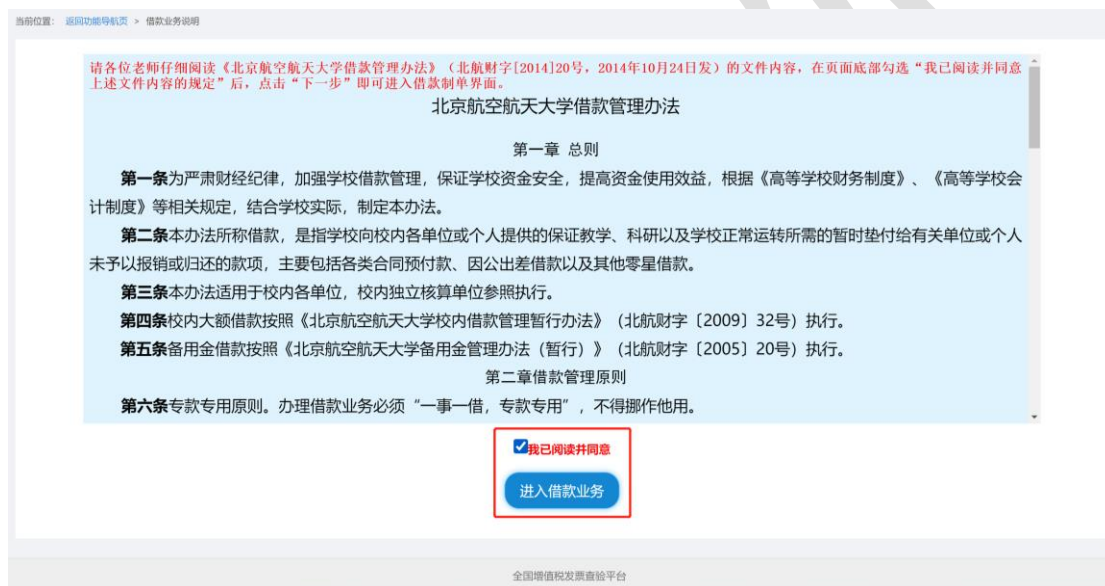 当前位置： 返回功能导航页 > 借款业务说明
请各位老师仔细阅读《北京航空航天大学借款管理办法》（北航财字[2014]20号，2014年10月24日发）的文件内容，在页面底部勾选“我已阅读并同意
上述文件内容的规定”后，点击“下一步”即可进入借款制单界面。
北京航空航天大学借款管理办法
第一章 总则
第一条为严肃财经纪律，加强学校借款管理，保证学校资金安全，提高资金使用效益，根据《高等学校财务制度》、《高等学校会
计制度》等相关规定，结合学校实际，制定本办法。
第二条本办法所称借款，是指学校向校内各单位或个人提供的保证教学、科研以及学校正常运转所需的暂时垫付给有关单位或个人
未予以报销或归还的款项，主要包括各类合同预付款、因公出差借款以及其他零星借款。
第三条本办法适用于校内各单位，校内独立核算单位参照执行。
第四条校内大额借款按照《北京航空航天大学校内借款管理暂行办法》（北航财字〔2009〕32号）执行。
第五条备用金借款按照《北京航空航天大学备用金管理办法（暂行）》（北航财字〔2005〕20号）执行。
第二章借款管理原则
第六条专款专用原则。办理借款业务必须“一事一借，专款专用”，不得挪作他用。
我已阅读并同意
进入借款业务
全国增值税发票查验平台